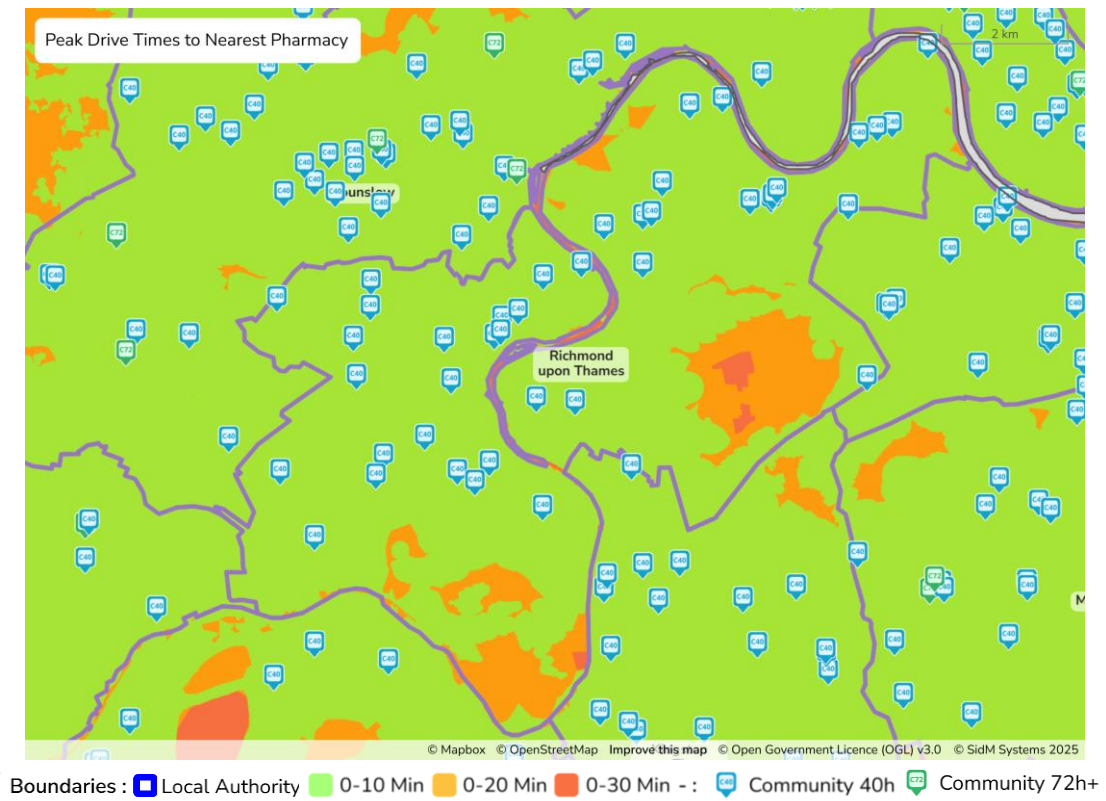 Peak Drive Times to Nearest Pharmacy
2 km
Richmond
upon Thames
© Mapbox © OpenStreetMap Improve this map © Open Government Licence (OGL) v3.0 © SidM Systems 2025
Boundaries : Local Authority 0-10 Min 0-20 Min 0-30 Min - : C40 Community 40h C72 Community 72h+